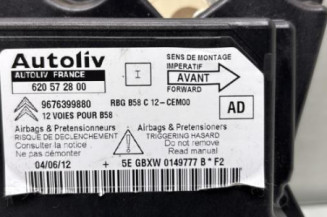 Autoliv
AUTOLIV FRANCE
620 57 28 00
SENS DE MONTAGE
IMPERATIF
I
AVANT
FORWARD
9676399880
RBG B58 C 12-CEM00
12 VOIES POUR B58
AD
Airbags & Pretensionneurs
RISQUE DE DECLENCHEMENT
Consulter la notice
Ne pas démonter
Airbags & Pretensioners
TRIGGERING HAZARD
Do not remove
Read manual
04/06/12 + 5E GBXW 0149777 B * F2